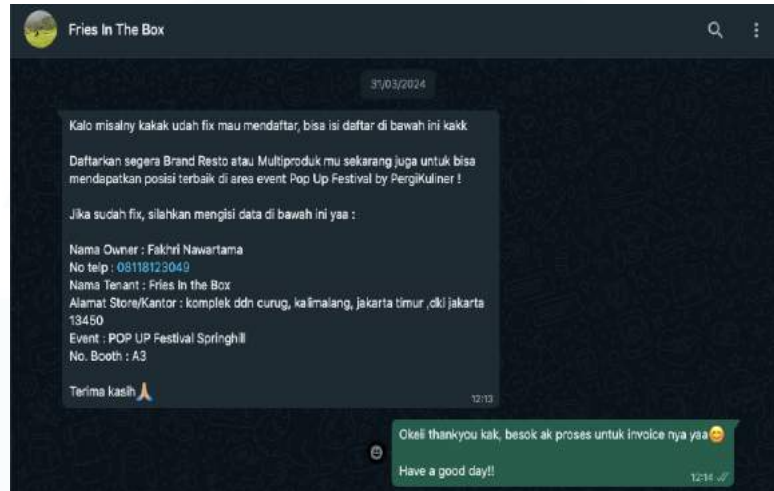 Fries In The Box
31/03/2024
Kalo misalny kakak udah fix mau mendaftar, bisa isi daftar di bawah ini kakk
Daftarkan segera Brand Resto atau Multiproduk mu sekarang juga untuk bisa
mendapatkan posisi terbaik di area event Pop Up Festival by PergiKuliner !
Jika sudah fix, silahkan mengisi data di bawah ini yaa :
Nama Owner : Fakhri Nawartama
No telp : 08118123049
Nama Tenant : Fries In the Box
Alamat Store/Kantor : komplek ddn curug, kalimalang, jakarta timur ,dki jakarta
13450
Event : POP UP Festival Springhill
No. Booth : A3
Terima kasih🙏
12:13
Okeii thankyou kak, besok ak proses untuk invoice nya yaa😄
Have a good day!!
12:14